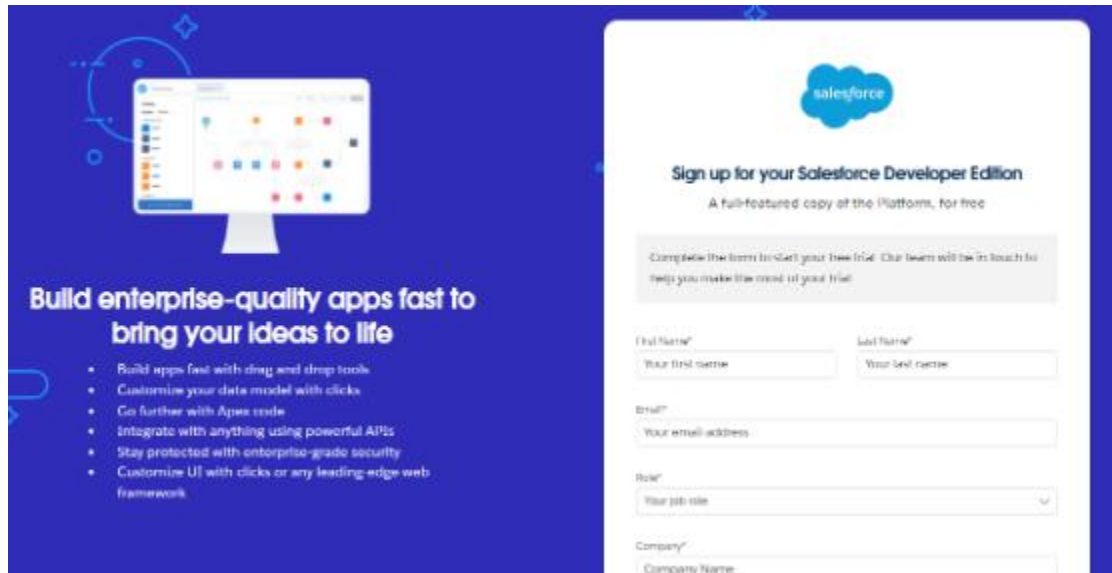 Build enterprise-quality apps fast to
bring your ideas to life
Build apps fast with drag and drop tools
Customize your data model with clicks
Go further with Apex code
Integrate with anything using powerful APIs
Stay protected with enterprise-grade security
Customize UI with clicks or any leading-edge web
framework
salesforce
Sign up for your Salesforce Developer Edition
A full-featured copy of the Platform, for free
Complete the form to start your free trial. Our team will be in touch to
help you make the most of your trial.
First Name*
Last Name*
Your first name
Your last name
Email*
Your email address
Role*
Your job role
Company*
Company Name